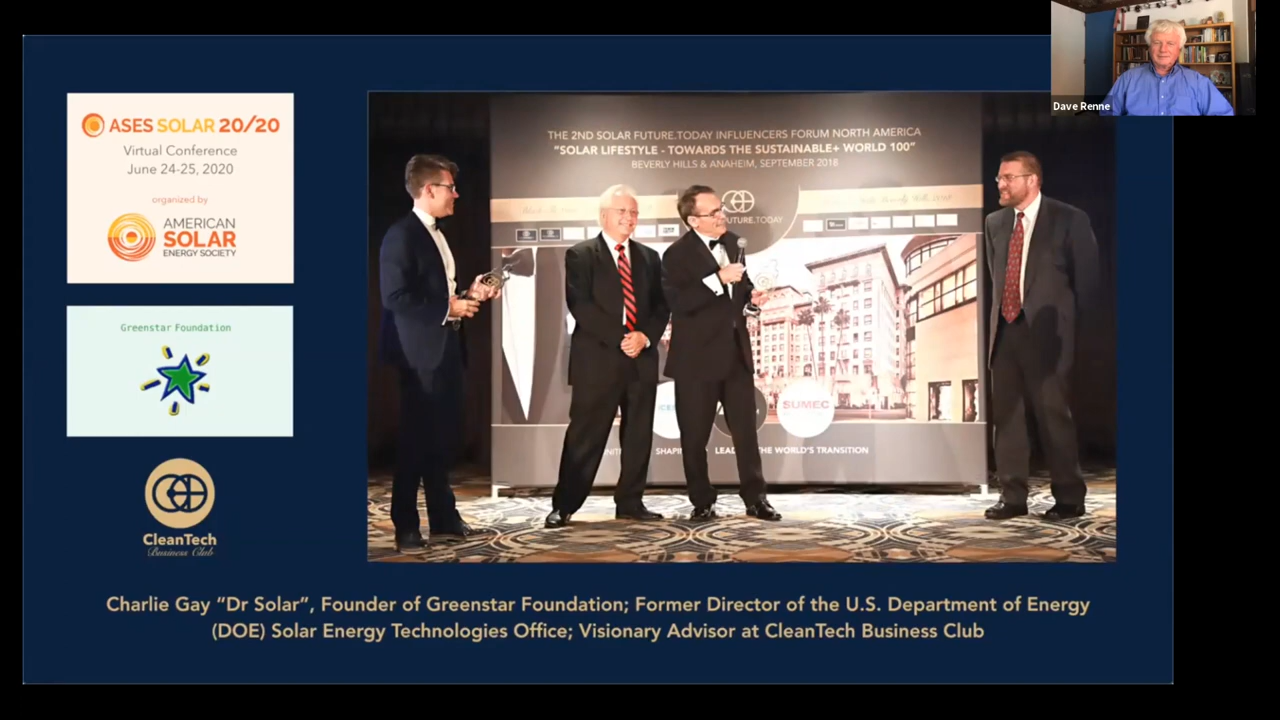 ASES SOLAR 20/20
Virtual Conference
June 24-25, 2020
organized by
AMERICAN
SOLAR
ENERGY SOCIETY
Greenstar Foundation
CleanTech
Business Club
THE 2ND SOLAR FUTURE.TODAY INFLUENCERS FORUM NORTH AMERICA
"SOLAR LIFESTYLE - TOWARDS THE SUSTAINABLE+ WORLD 100"
BEVERLY HILLS & ANAHEIM, SEPTEMBER 2018
FUTURE.TODAY
SUMEC
THE WORLD'S TRANSITION
Dave Renne
Charlie Gay “Dr Solar”, Founder of Greenstar Foundation; Former Director of the U.S. Department of Energy
(DOE) Solar Energy Technologies Office; Visionary Advisor at CleanTech Business Club